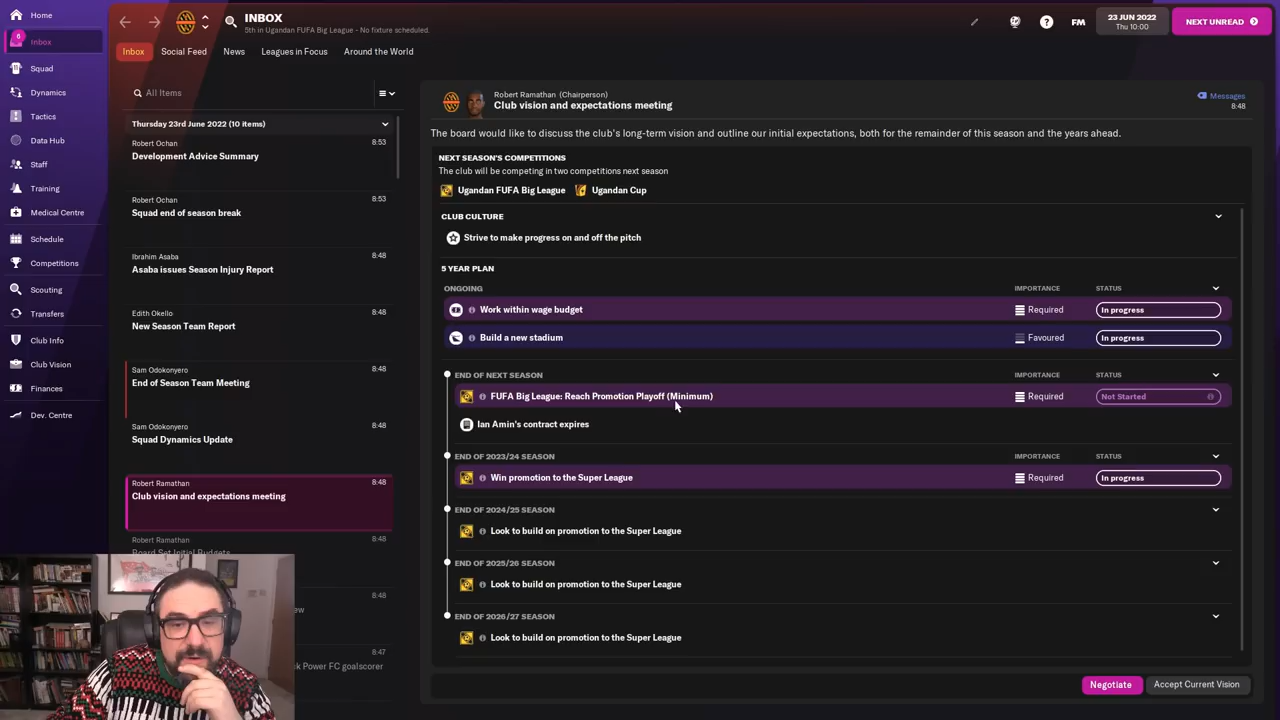 Home
6
Inbox
Squad
Dynamics
Tactics
Data Hub
Staff
Training
Medical Centre
Schedule
Competitions
Scouting
Transfers
Club Info
Club Vision
Finances
Dev. Centre
INBOX
5th in Ugandan FUFA Big League - No fixture scheduled.
FM
23 JUN 2022
Thu 10:00
NEXT UNREAD
Inbox
Social Feed
News
Leagues in Focus
Around the World
All Items
Thursday 23rd June 2022 (10 items)
Robert Ochan
8:53
Development Advice Summary
Robert Ochan
8:53
Squad end of season break
Ibrahim Asaba
8:48
Asaba issues Season Injury Report
Edith Okello
8:48
New Season Team Report
Sam Odokonyero
8:48
End of Season Team Meeting
Sam Odokonyero
8:48
Squad Dynamics Update
Robert Ramathan
8:48
Club vision and expectations meeting
Robert Ramathan
8:48
Board Set Initial Budgets
8:48
8:47
ck Power FC goalscorer
Robert Ramathan (Chairperson)
Club vision and expectations meeting
Messages
8:48
The board would like to discuss the club's long-term vision and outline our initial expectations, both for the remainder of this season and the years ahead.
NEXT SEASON'S COMPETITIONS
The club will be competing in two competitions next season
Ugandan FUFA Big League
Ugandan Cup
CLUB CULTURE
Strive to make progress on and off the pitch
5 YEAR PLAN
ONGOING
IMPORTANCE
STATUS
Work within wage budget
Required
In progress
Build a new stadium
Favoured
In progress
END OF NEXT SEASON
IMPORTANCE
STATUS
FUFA Big League: Reach Promotion Playoff (Minimum)
Required
Not Started
Ian Amin's contract expires
END OF 2023/24 SEASON
IMPORTANCE
STATUS
Win promotion to the Super League
Required
In progress
END OF 2024/25 SEASON
Look to build on promotion to the Super League
END OF 2025/26 SEASON
Look to build on promotion to the Super League
END OF 2026/27 SEASON
Look to build on promotion to the Super League
Negotiate
Accept Current Vision